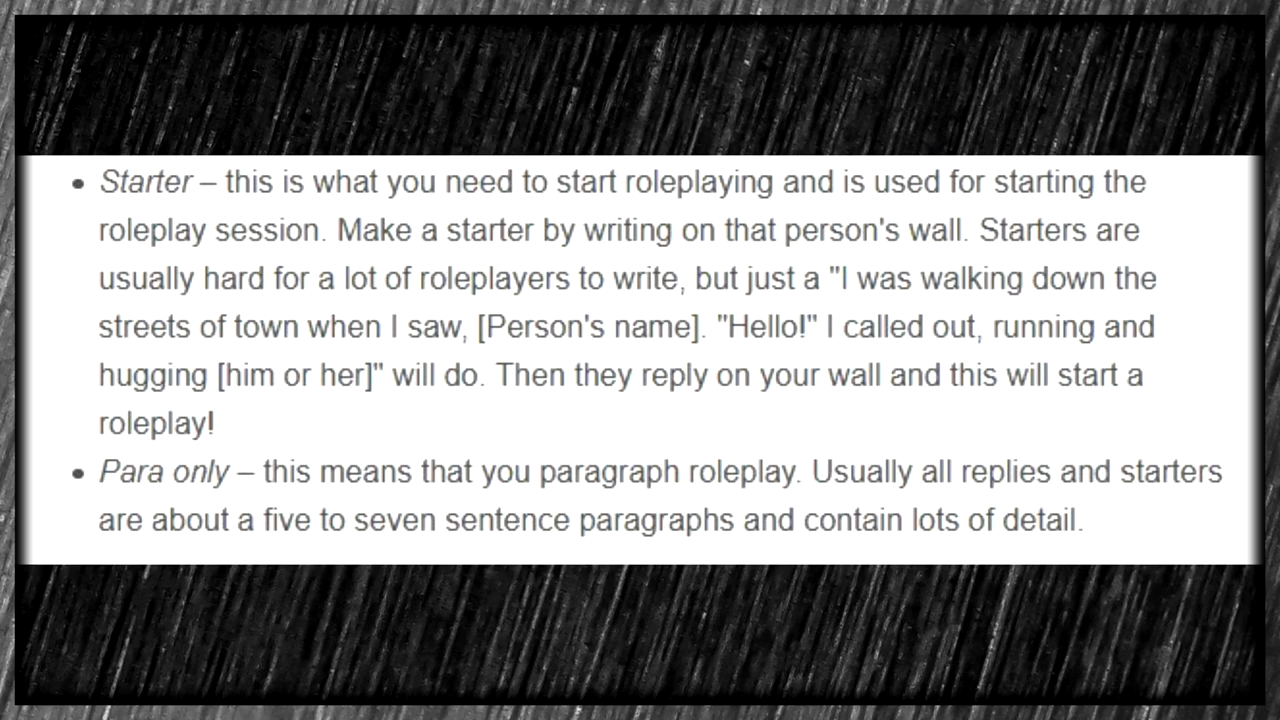 • Starter – this is what you need to start roleplaying and is used for starting the
roleplay session. Make a starter by writing on that person's wall. Starters are
usually hard for a lot of roleplayers to write, but just a "I was walking down the
streets of town when I saw, [Person's name]. "Hello!" I called out, running and
hugging [him or her]" will do. Then they reply on your wall and this will start a
roleplay!
• Para only – this means that you paragraph roleplay. Usually all replies and starters
are about a five to seven sentence paragraphs and contain lots of detail.